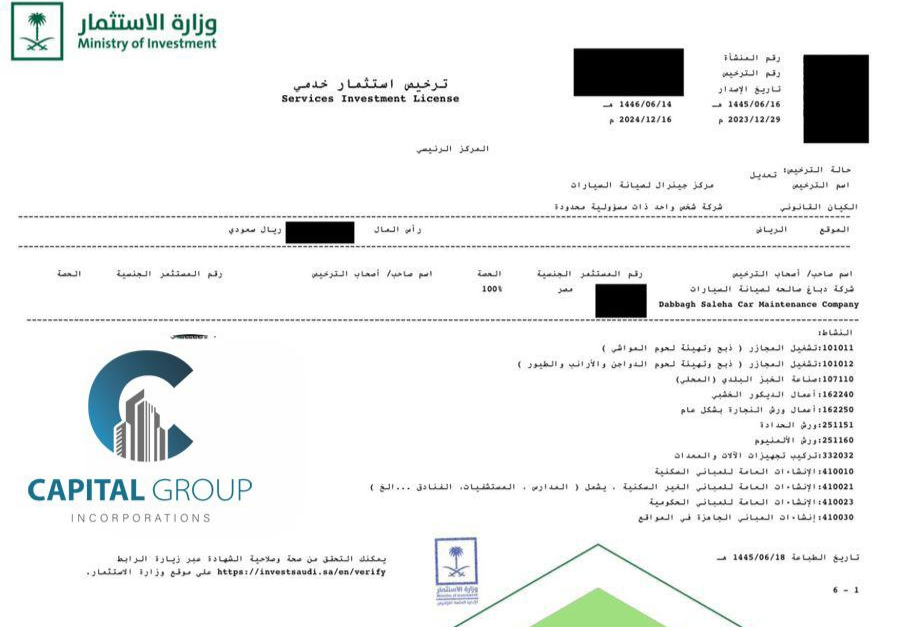 وزارة الاستثمار
Ministry of Investment
رقم المنشأة
رقم الترخيص
تاريخ الإصدار
1445/06/16 هـ 1446/06/14 هـ
2023/12/29 م 2024/12/16 م
ترخيص استثمار خدمي
Services Investment License
المركز الرئيسي
حالة الترخيص: تعديل
اسم الترخيص مركز جينرال لصيانة السيارات
الكيان القانوني شركة شخص واحد ذات مسؤولية محدودة
الموقع الرياض رأس المال ريال سعودي
اسم صاحب/ أصحاب الترخيص رقم المستثمر الجنسية الحصة اسم صاحب/ أصحاب الترخيص رقم المستثمر الجنسية الحصة
شركة دباغ صالحه لصيانة السيارات مصر 100%
Dabbagh Saleha Car Maintenance Company
النشاط:
101011:تشغيل المجازر ( ذبح وتهيئة لحوم المواشي )
101012:تشغيل المجازر ( ذبح وتهيئة لحوم الدواجن والأرانب والطيور )
107110:صناعة الخبز البلدي (المحلي)
162240:أعمال الديكور الخشبي
162250:أعمال ورش النجارة بشكل عام
251151:ورش الحدادة
251160:ورش الألمنيوم
332032:تركيب تجهيزات الآلات والمعدات
410010:الإنشاءات العامة للمباني السكنية
410021:الإنشاءات العامة للمباني الغير السكنية ، يشمل ( المدارس ، المستشفيات، الفنادق ...الخ )
410023:الإنشاءات العامة للمباني الحكومية
410030:إنشاءات المباني الجاهزة في المواقع
CAPITAL GROUP
INCORPORATIONS
تاريخ الطباعة 1445/06/18 هـ
يمكنك التحقق من صحة وصلاحية الشهادة عبر زيارة الرابط
https://investsaudi.sa/en/verify على موقع وزارة الاستثمار.
وزارة الاستثمار
Ministry of Investment
1 - 6